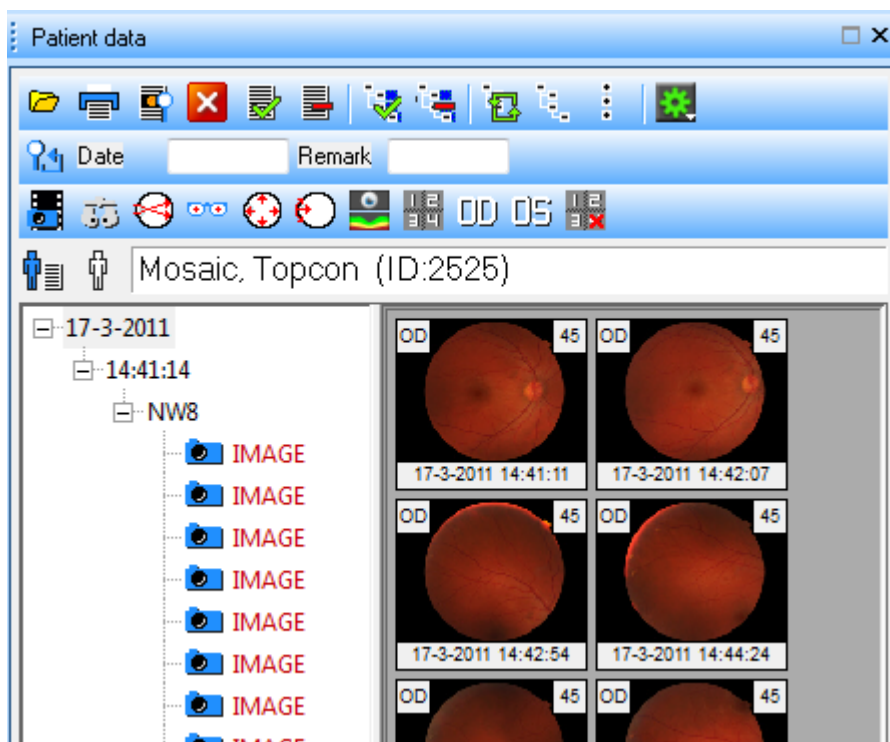 Patient data
Date Remark
OD OS
Mosaic, Topcon (ID:2525)
17-3-2011
14:41:14
NW8
IMAGE
IMAGE
IMAGE
IMAGE
IMAGE
IMAGE
IMAGE
IMAGE
OD 45 OD 45
17-3-2011 14:41:11 17-3-2011 14:42:07
OD 45 OD 45
17-3-2011 14:42:54 17-3-2011 14:44:24
OD 45 OD 45